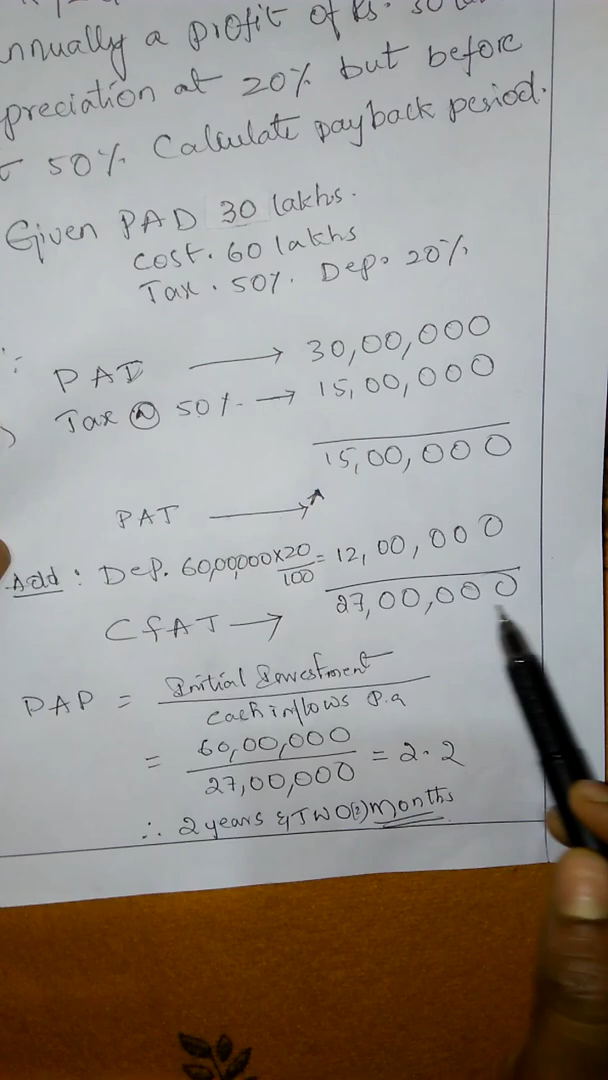 nnually a profit of Rs. 30
preciation at 20% but before
50% Calculate payback period.
Given PAD 30 lakhs.
Cost. 60 lakhs
Tax. 50%. Dep. 20%
PAD → 30,00,000
Tax @ 50% → 15,00,000
15,00,000
PAT →
Add: Dep. 60,00,000x20/100 = 12,00,000
27,00,000
CFAT →
PAP = Initial Investment / Cash inflows P.a
= 60,00,000 / 27,00,000 = 2.2
∴ 2 years & TWO(2) Months